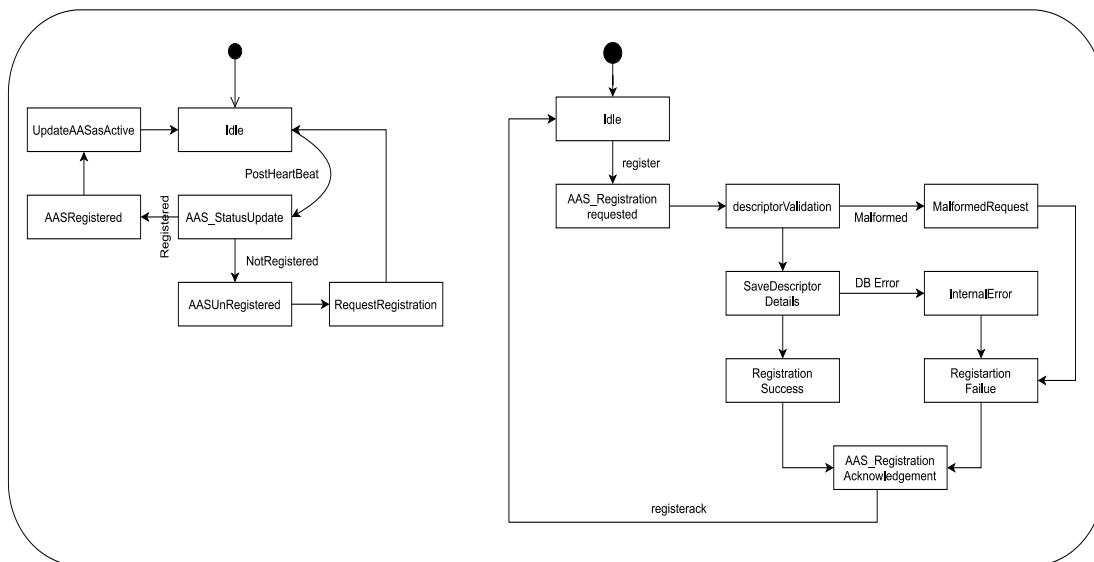 UpdateAASasActive
Idle
PostHeartBeat
AASRegistered
Registered
AAS_StatusUpdate
NotRegistered
AASUnRegistered
RequestRegistration
Idle
register
AAS_Registration
requested
descriptorValidation
Malformed
MalformedRequest
SaveDescriptor
Details
DB Error
InternalError
Registration
Success
Registartion
Failue
AAS_Registration
Acknowledgement
registerack